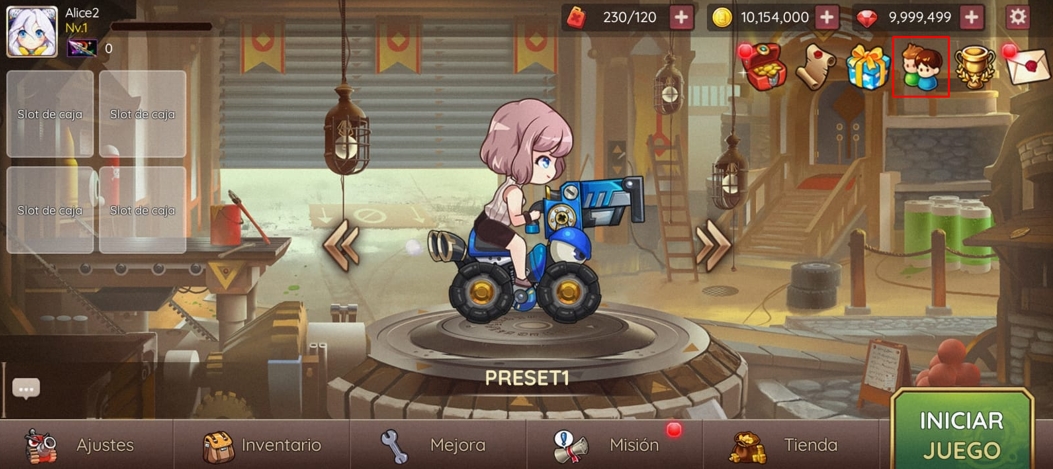 Alice2
Nv.1
0
230/120
10,154,000
9,999,499
Slot de caja
Slot de caja
Slot de caja
Slot de caja
PRESET1
Ajustes
Inventario
Mejora
Misión
Tienda
INICIAR
JUEGO